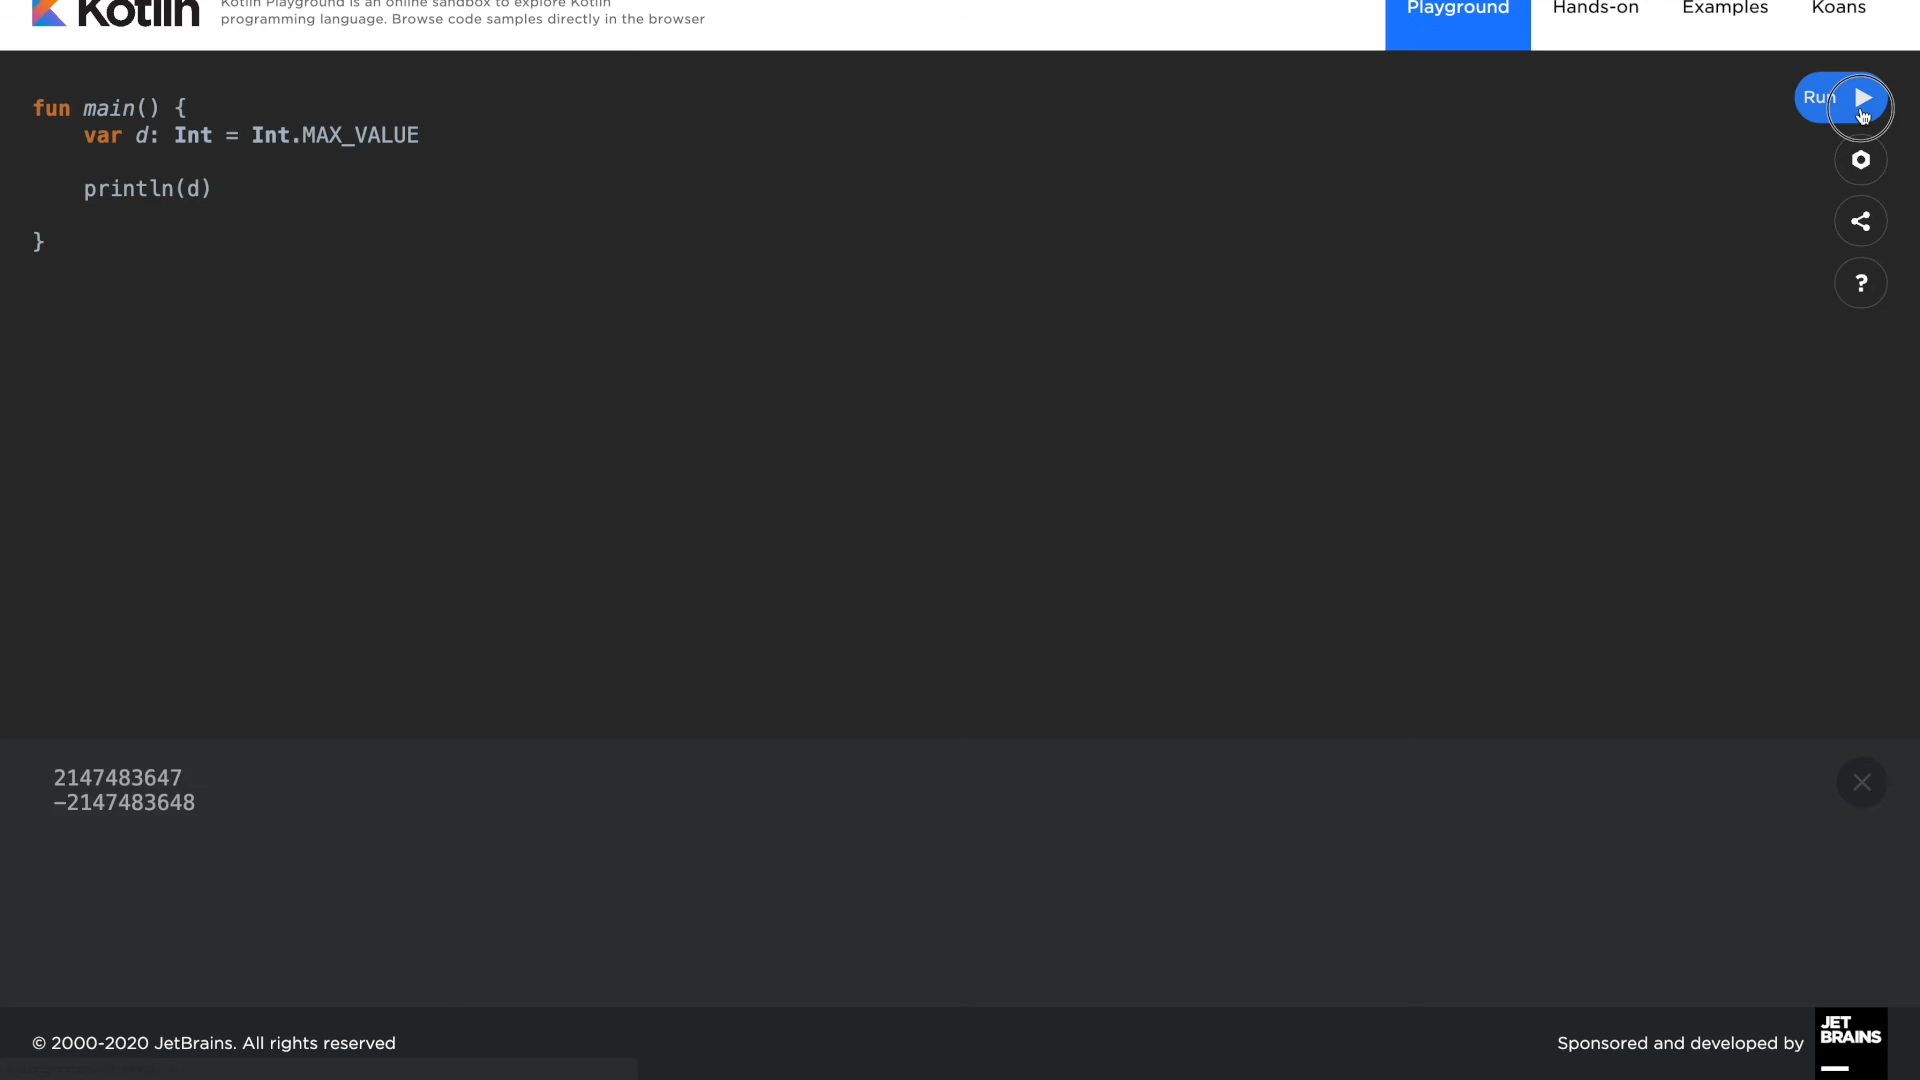 Kotlin
Kotlin Playground is an online sandbox to explore Kotlin
programming language. Browse code samples directly in the browser
Playground Hands-on Examples Koans
fun main() {
    var d: Int = Int.MAX_VALUE
    println(d)
}
Run
?
2147483647
-2147483648
© 2000-2020 JetBrains. All rights reserved
Sponsored and developed by
JET
BRAINS